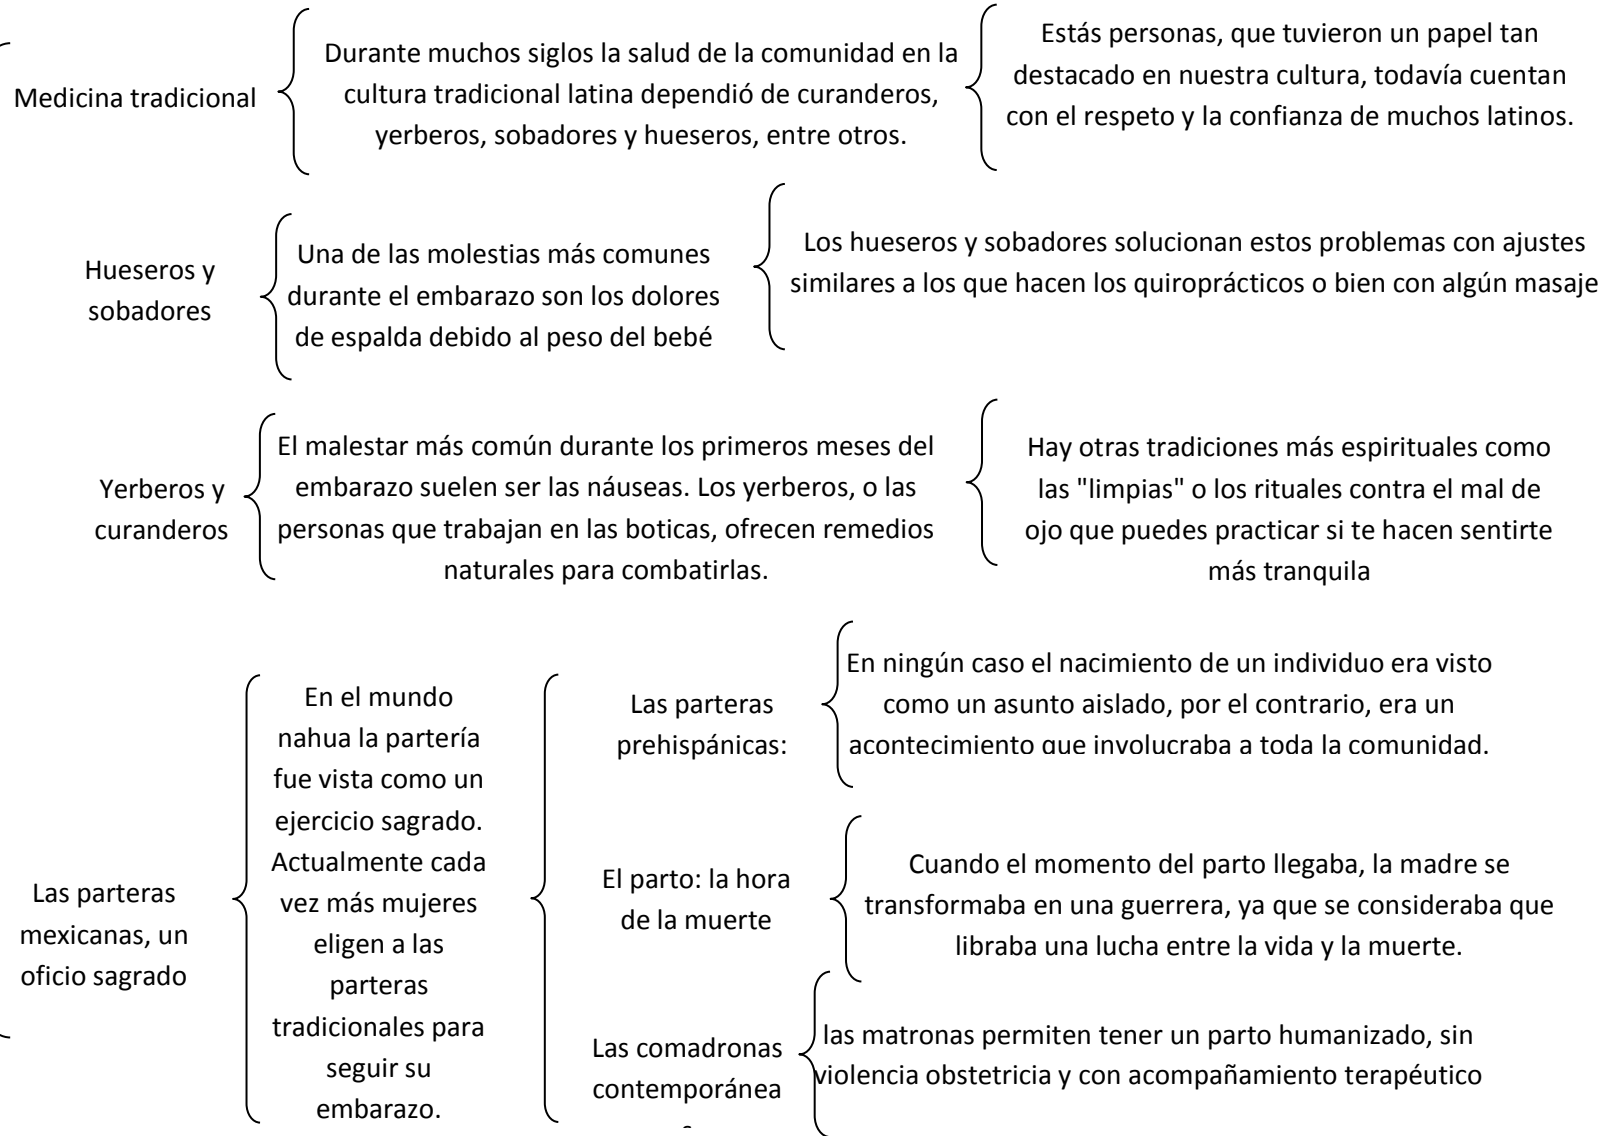 Medicina tradicional
Durante muchos siglos la salud de la comunidad en la
cultura tradicional latina dependió de curanderos,
yerberos, sobadores y hueseros, entre otros.
Estás personas, que tuvieron un papel tan
destacado en nuestra cultura, todavía cuentan
con el respeto y la confianza de muchos latinos.
Hueseros y
sobadores
Una de las molestias más comunes
durante el embarazo son los dolores
de espalda debido al peso del bebé
Los hueseros y sobadores solucionan estos problemas con ajustes
similares a los que hacen los quiroprácticos o bien con algún masaje
Yerberos y
curanderos
El malestar más común durante los primeros meses del
embarazo suelen ser las náuseas. Los yerberos, o las
personas que trabajan en las boticas, ofrecen remedios
naturales para combatirlas.
Hay otras tradiciones más espirituales como
las "limpias" o los rituales contra el mal de
ojo que puedes practicar si te hacen sentirte
más tranquila
Las parteras
mexicanas, un
oficio sagrado
En el mundo
nahua la partería
fue vista como un
ejercicio sagrado.
Actualmente cada
vez más mujeres
eligen a las
parteras
tradicionales para
seguir su
embarazo.
Las parteras
prehispánicas:
En ningún caso el nacimiento de un individuo era visto
como un asunto aislado, por el contrario, era un
acontecimiento que involucraba a toda la comunidad.
El parto: la hora
de la muerte
Cuando el momento del parto llegaba, la madre se
transformaba en una guerrera, ya que se consideraba que
libraba una lucha entre la vida y la muerte.
Las comadronas
contemporánea
las matronas permiten tener un parto humanizado, sin
violencia obstetricia y con acompañamiento terapéutico